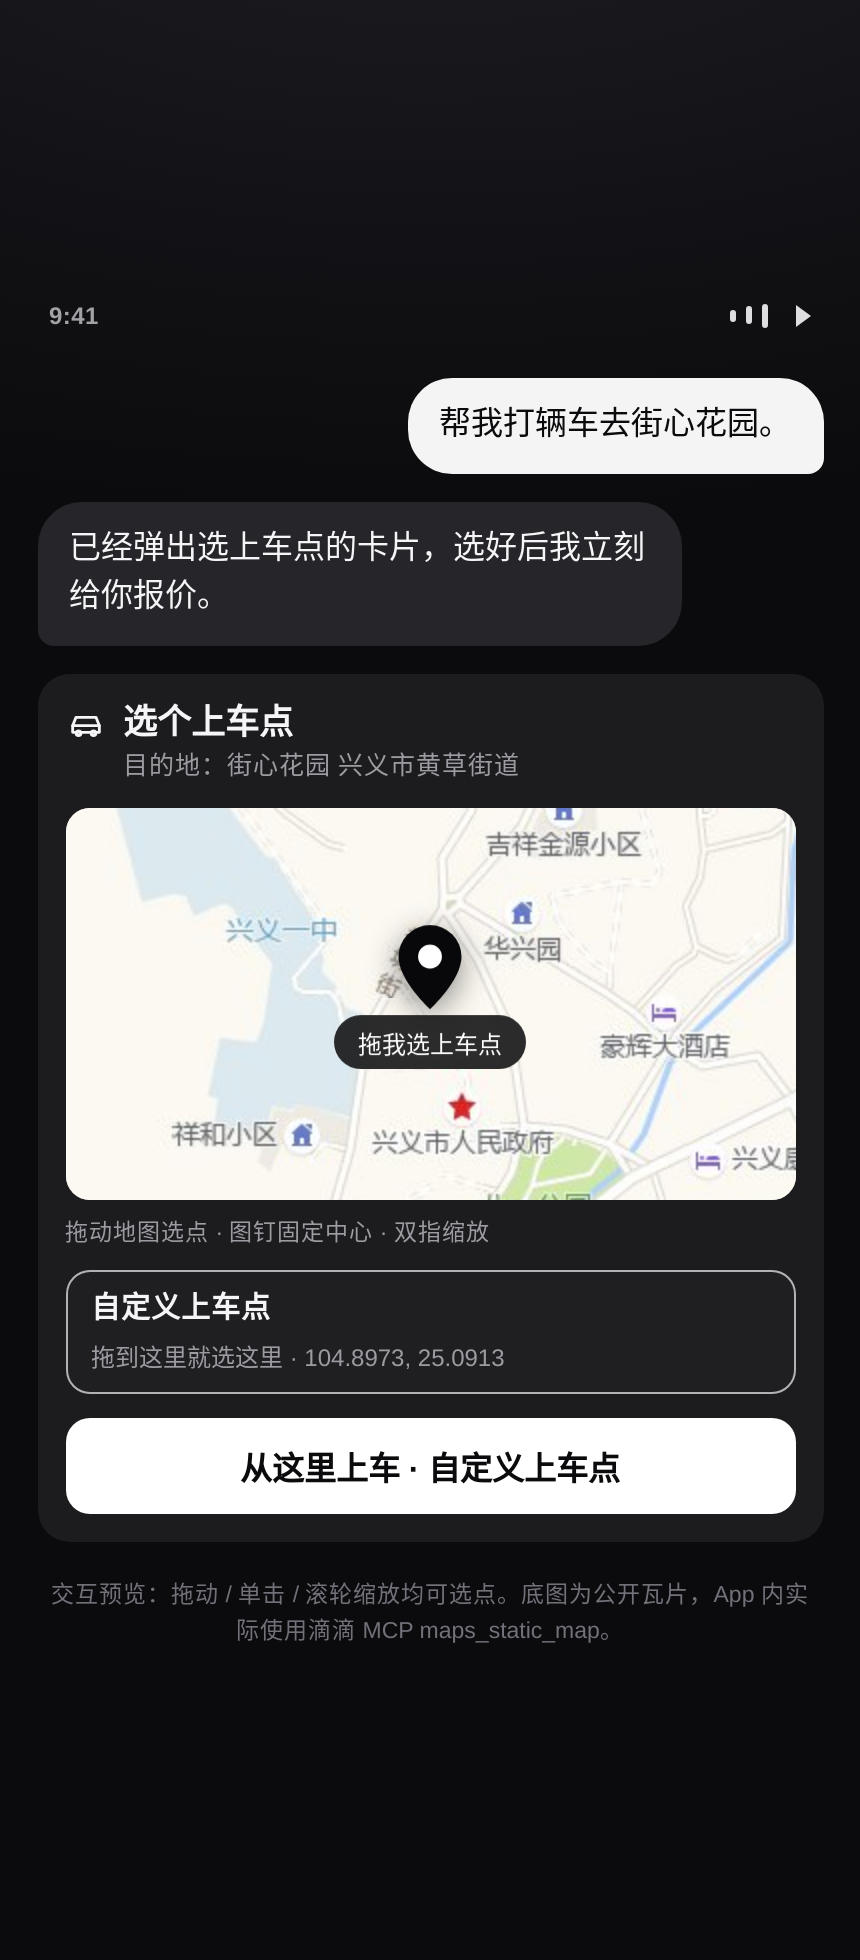 9:41
帮我打辆车去街心花园。
已经弹出选上车点的卡片，选好后我立刻
给你报价。
选个上车点
目的地：街心花园 兴义市黄草街道
吉祥金源小区
兴义一中
华兴园
街
拖我选上车点
豪辉大酒店
祥和小区
兴义市人民政府
兴义
公园
拖动地图选点 · 图钉固定中心 · 双指缩放
自定义上车点
拖到这里就选这里 · 104.8973, 25.0913
从这里上车 · 自定义上车点
交互预览：拖动 / 单击 / 滚轮缩放均可选点。底图为公开瓦片，App 内实
际使用滴滴 MCP maps_static_map。